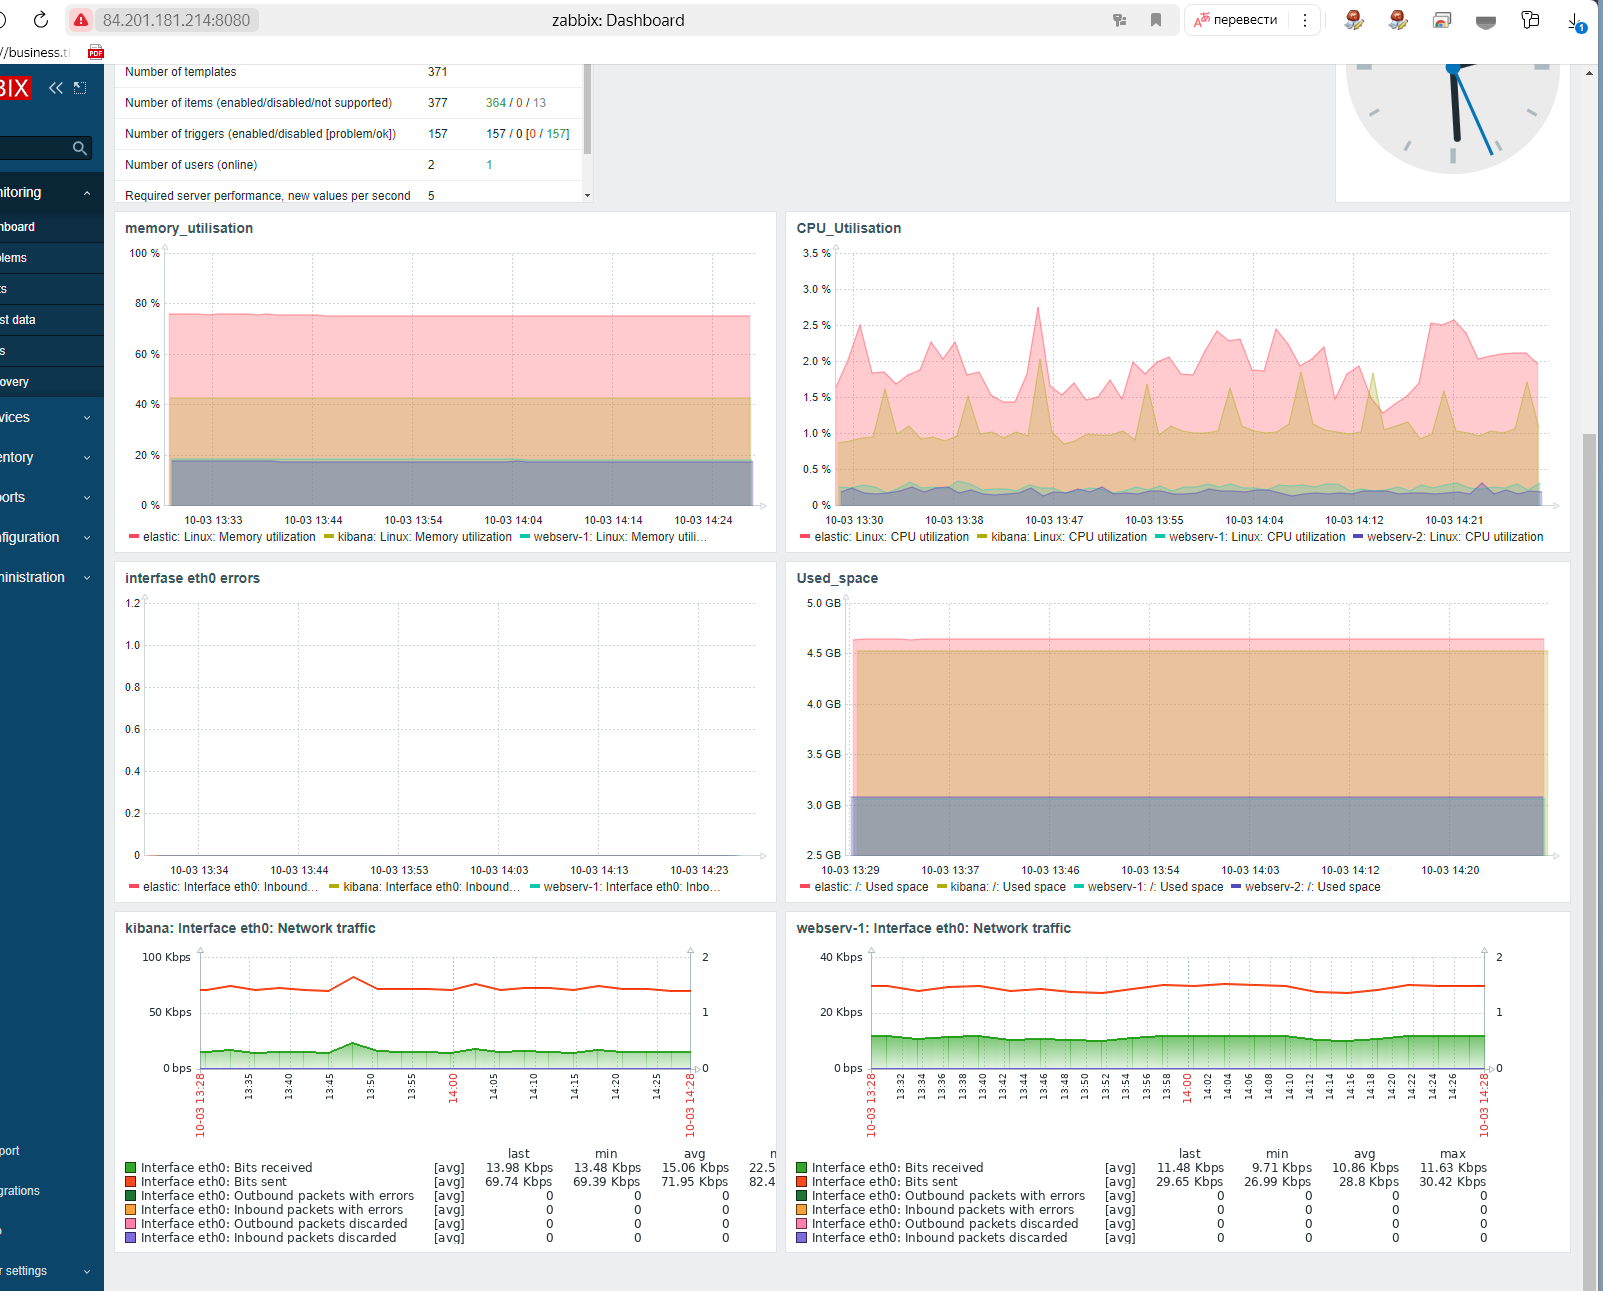 84.201.181.214:8080 zabbix: Dashboard перевести
//business.ti PDF 1
BIX
nitoring
hboard
blems
ts
st data
s
overy
vices
entory
ports
nfiguration
ministration
port
grations
r settings
Number of templates 371
Number of items (enabled/disabled/not supported) 377 364 / 0 / 13
Number of triggers (enabled/disabled [problem/ok]) 157 157 / 0 [0 / 157]
Number of users (online) 2 1
Required server performance, new values per second 5
memory_utilisation
100 %
80 %
60 %
40 %
20 %
0 %
10-03 13:33 10-03 13:44 10-03 13:54 10-03 14:04 10-03 14:14 10-03 14:24
elastic: Linux: Memory utilization kibana: Linux: Memory utilization webserv-1: Linux: Memory utili...
CPU_Utilisation
3.5 %
3.0 %
2.5 %
2.0 %
1.5 %
1.0 %
0.5 %
0 %
10-03 13:30 10-03 13:38 10-03 13:47 10-03 13:55 10-03 14:04 10-03 14:12 10-03 14:21
elastic: Linux: CPU utilization kibana: Linux: CPU utilization webserv-1: Linux: CPU utilization webserv-2: Linux: CPU utilization
interfase eth0 errors
1.2
1.0
0.8
0.6
0.4
0.2
0
10-03 13:34 10-03 13:44 10-03 13:53 10-03 14:03 10-03 14:13 10-03 14:23
elastic: Interface eth0: Inbound... kibana: Interface eth0: Inbound... webserv-1: Interface eth0: Inbo...
Used_space
5.0 GB
4.5 GB
4.0 GB
3.5 GB
3.0 GB
2.5 GB
10-03 13:29 10-03 13:37 10-03 13:46 10-03 13:54 10-03 14:03 10-03 14:12 10-03 14:20
elastic: /: Used space kibana: /: Used space webserv-1: /: Used space webserv-2: /: Used space
kibana: Interface eth0: Network traffic
100 Kbps 2
50 Kbps 1
0 bps 0
10-03 13:28 13:35 13:40 13:45 13:50 13:55 14:00 14:05 14:10 14:15 14:20 14:25 10-03 14:28
last min avg
Interface eth0: Bits received [avg] 13.98 Kbps 13.48 Kbps 15.06 Kbps 22.5
Interface eth0: Bits sent [avg] 69.74 Kbps 69.39 Kbps 71.95 Kbps 82.4
Interface eth0: Outbound packets with errors [avg] 0 0 0
Interface eth0: Inbound packets with errors [avg] 0 0 0
Interface eth0: Outbound packets discarded [avg] 0 0 0
Interface eth0: Inbound packets discarded [avg] 0 0 0
webserv-1: Interface eth0: Network traffic
40 Kbps 2
20 Kbps 1
0 bps 0
10-03 13:28 13:32 13:34 13:36 13:38 13:40 13:42 13:44 13:46 13:48 13:50 13:52 13:54 13:56 13:58 14:00 14:02 14:04 14:06 14:08 14:10 14:12 14:14 14:16 14:18 14:20 14:22 14:24 14:26 10-03 14:28
last min avg max
Interface eth0: Bits received [avg] 11.48 Kbps 9.71 Kbps 10.86 Kbps 11.63 Kbps
Interface eth0: Bits sent [avg] 29.65 Kbps 26.99 Kbps 28.8 Kbps 30.42 Kbps
Interface eth0: Outbound packets with errors [avg] 0 0 0 0
Interface eth0: Inbound packets with errors [avg] 0 0 0 0
Interface eth0: Outbound packets discarded [avg] 0 0 0 0
Interface eth0: Inbound packets discarded [avg] 0 0 0 0